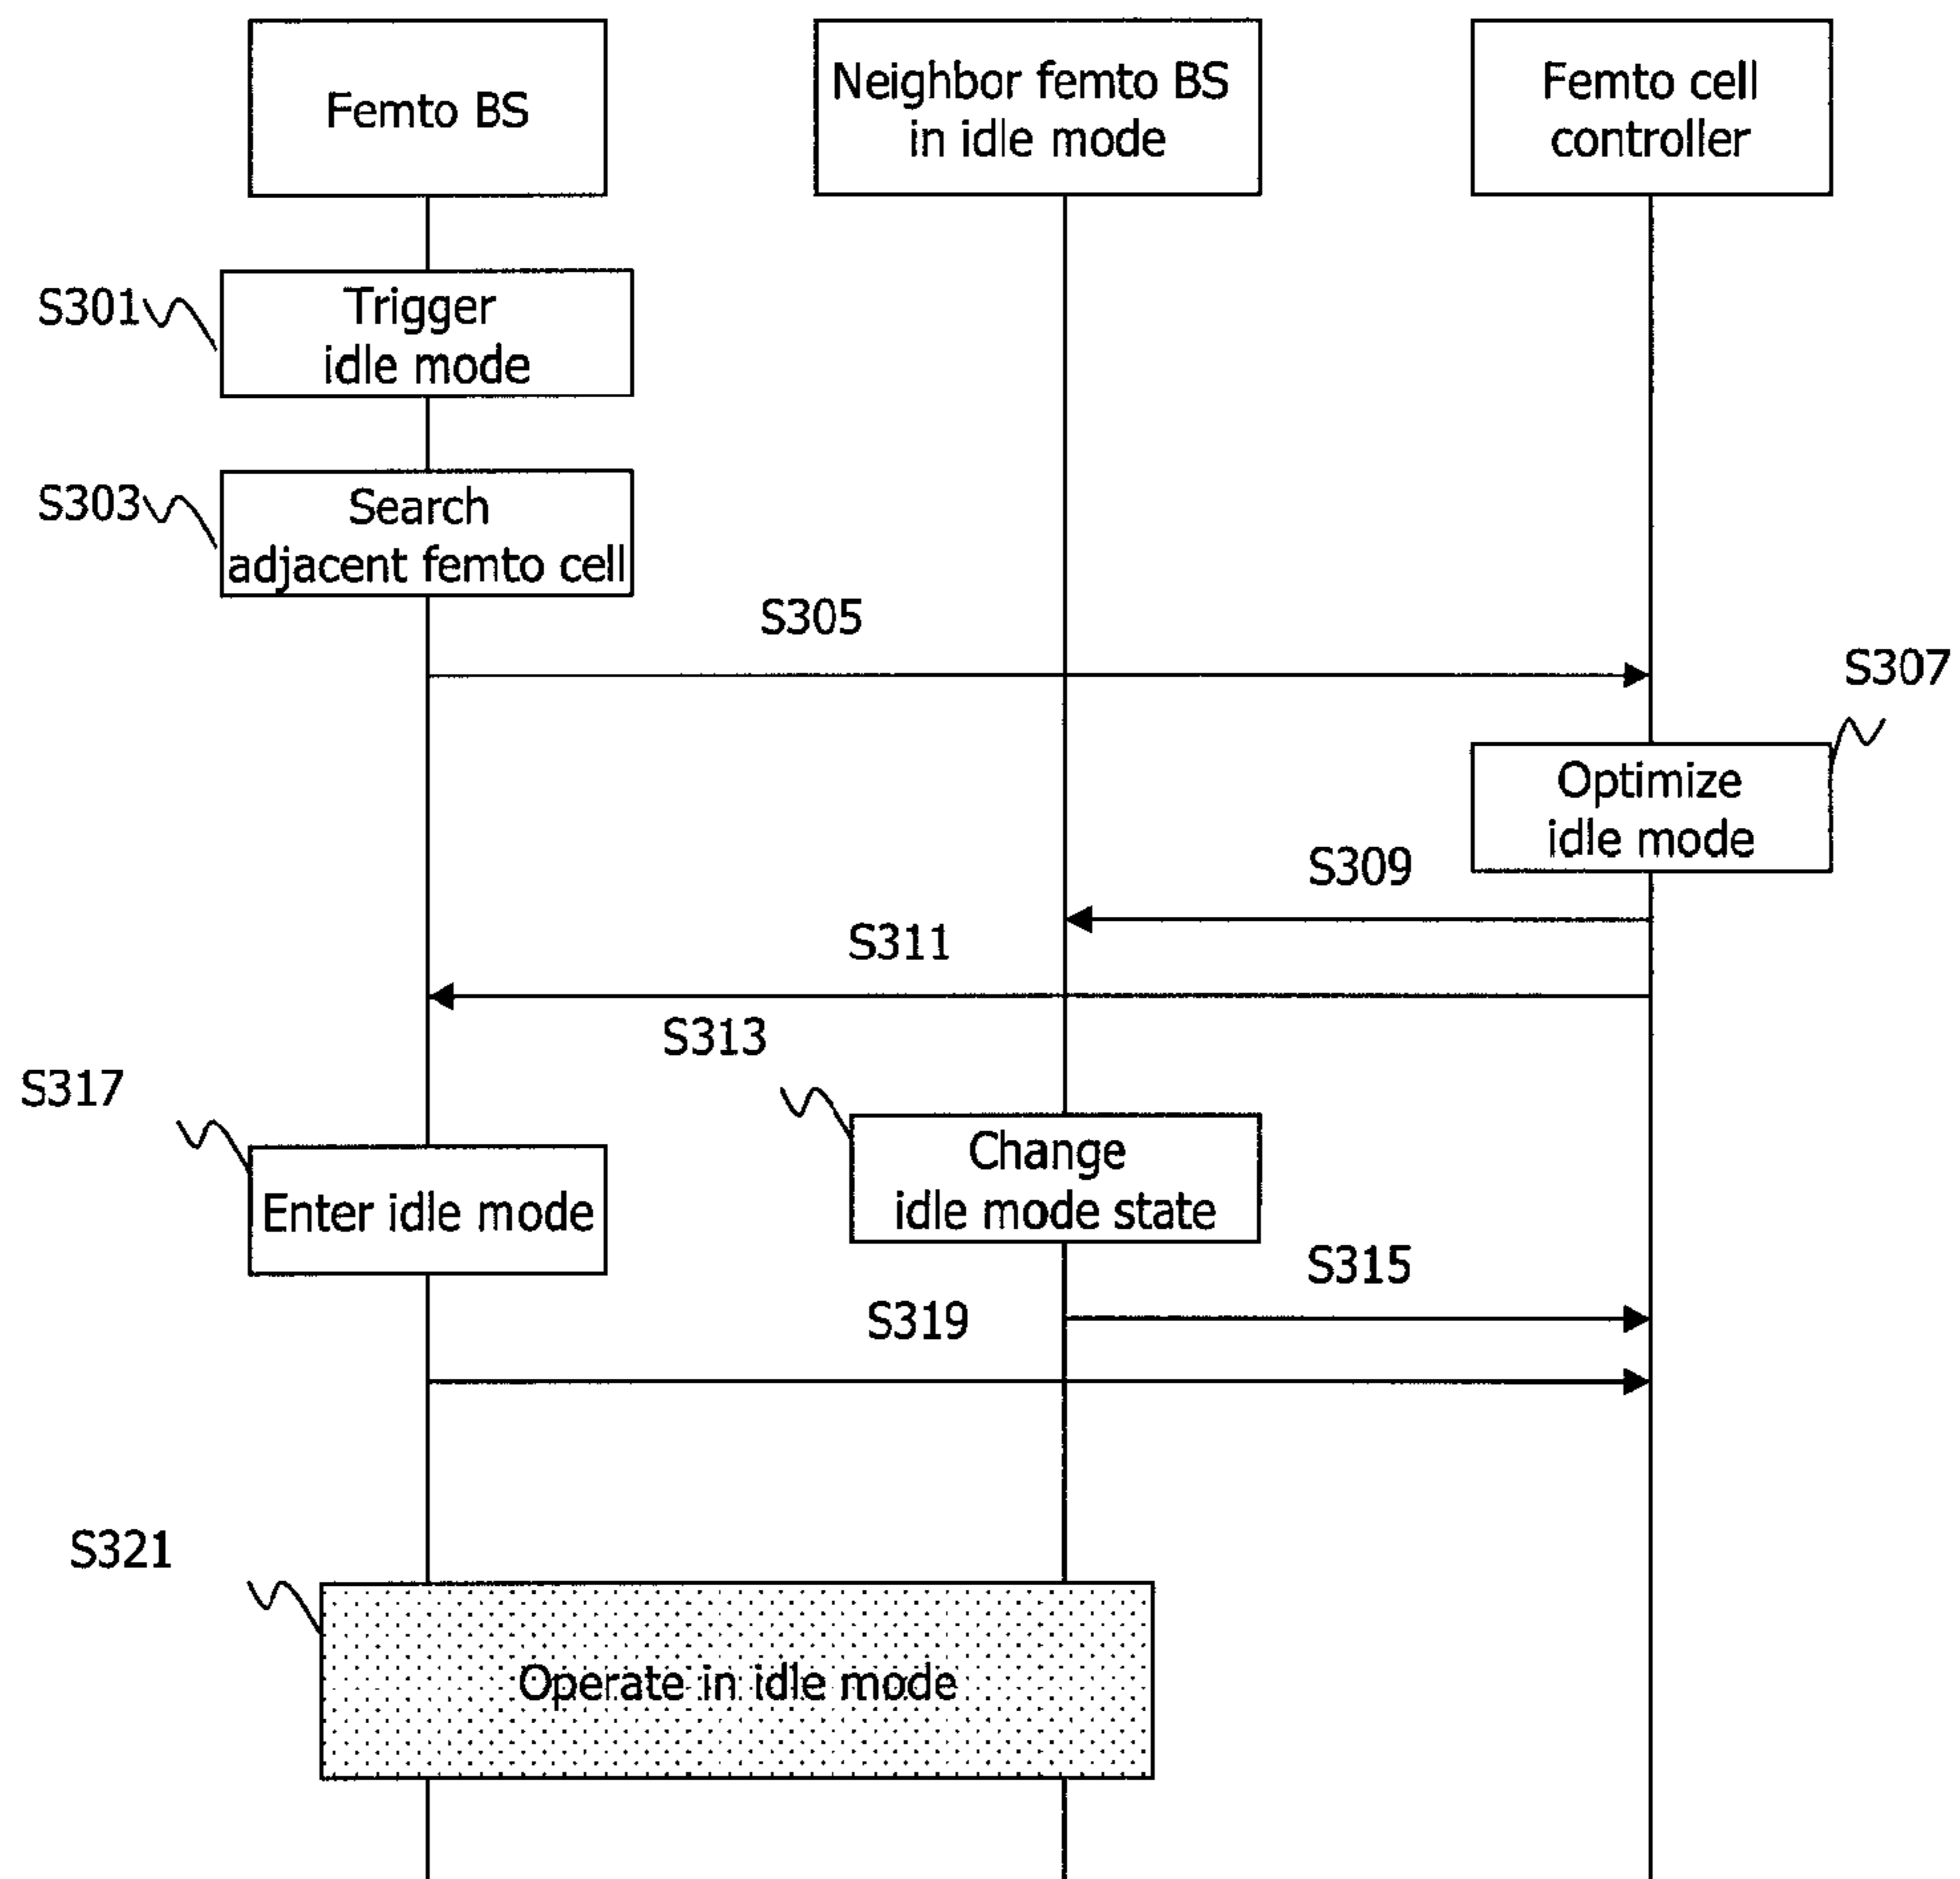 Femto BS
Neighbor femto BS
in idle mode
Femto cell
controller
S301
Trigger
idle mode
S303
Search
adjacent femto cell
S305
S307
Optimize
idle mode
S309
S311
S313
S317
Change
idle mode state
Enter idle mode
S315
S319
S321
Operate in idle mode